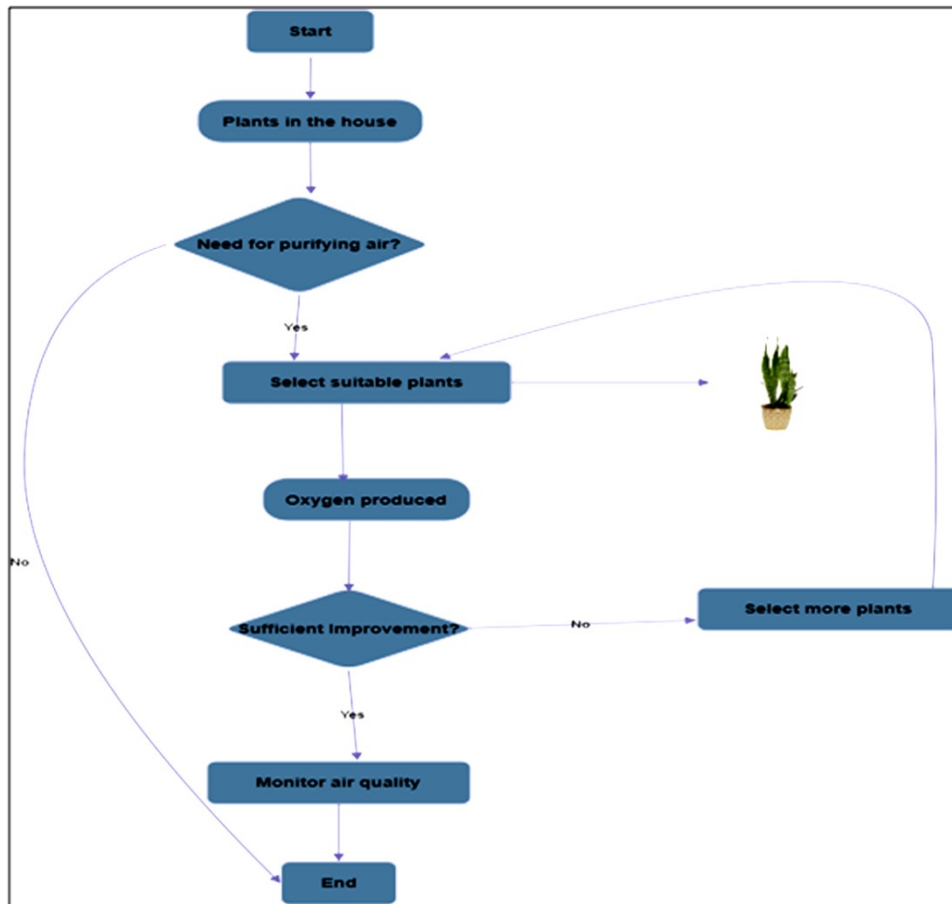 Start
Plants in the house
Need for purifying air?
Yes
Select suitable plants
Oxygen produced
No
Sufficient Improvement?
No
Select more plants
Yes
Monitor air quality
End